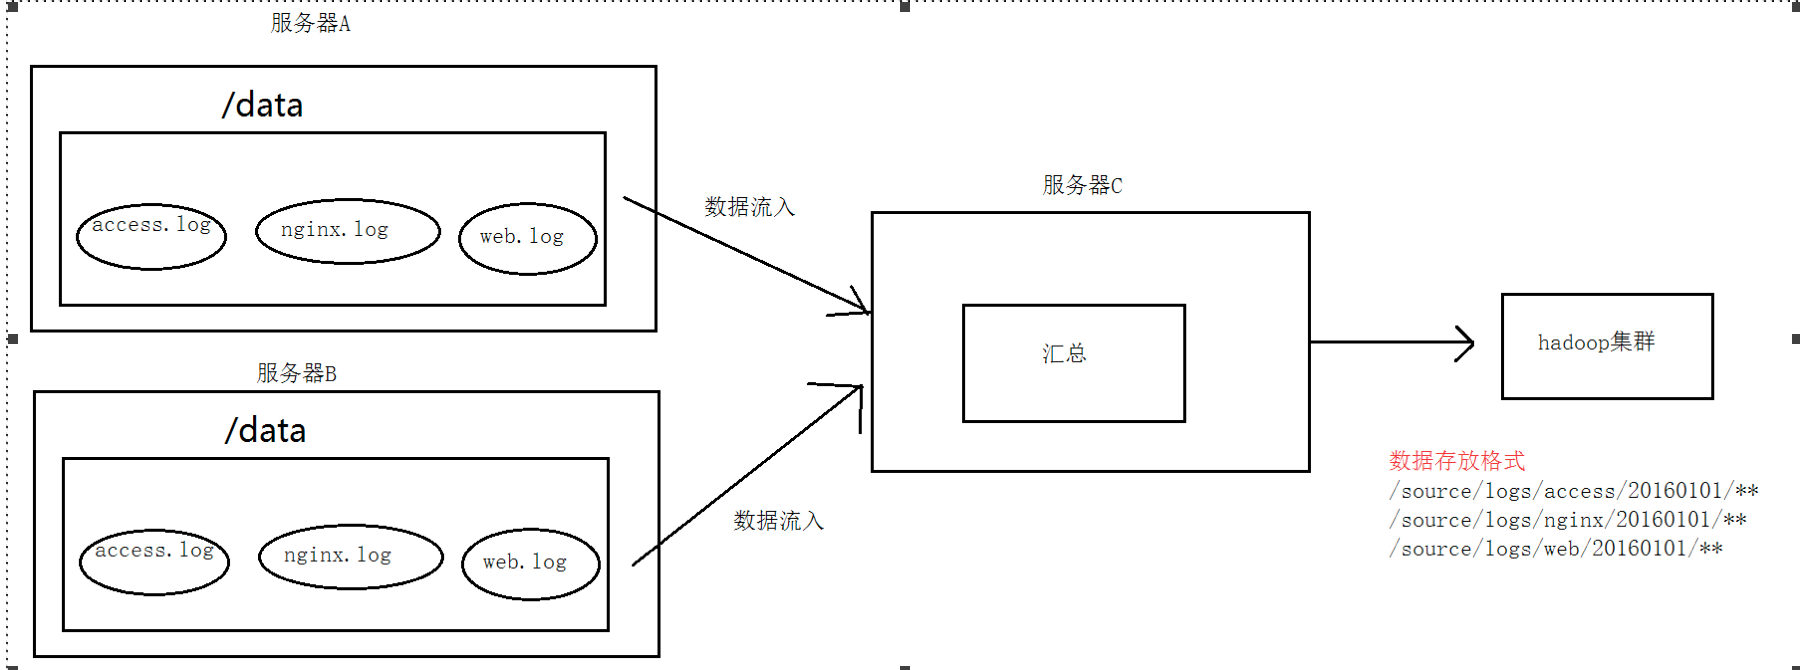 服务器A
/data
access.log
nginx.log
web.log
数据流入
服务器B
/data
access.log
nginx.log
web.log
数据流入
服务器C
汇总
hadoop集群
数据存放格式
/source/logs/access/20160101/**
/source/logs/nginx/20160101/**
/source/logs/web/20160101/**